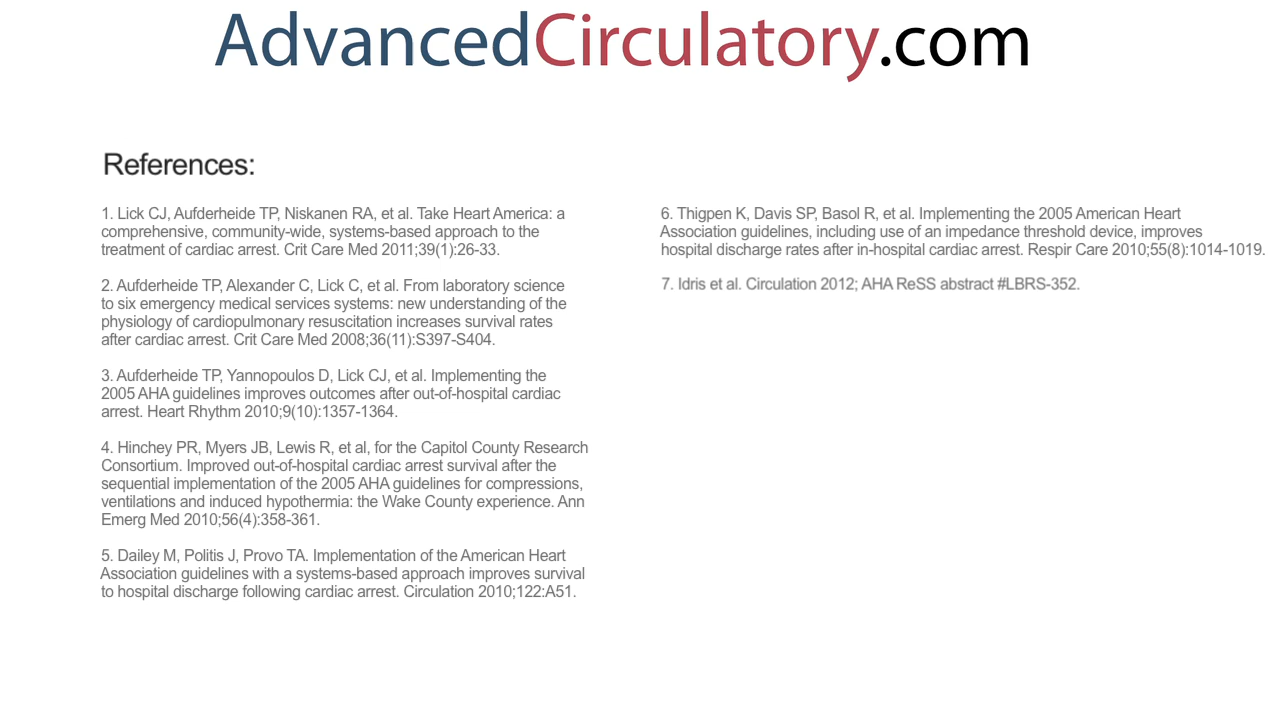 AdvancedCirculatory.com
References:
1. Lick CJ, Aufderheide TP, Niskanen RA, et al. Take Heart America: a
comprehensive, community-wide, systems-based approach to the
treatment of cardiac arrest. Crit Care Med 2011;39(1):26-33.
2. Aufderheide TP, Alexander C, Lick C, et al. From laboratory science
to six emergency medical services systems: new understanding of the
physiology of cardiopulmonary resuscitation increases survival rates
after cardiac arrest. Crit Care Med 2008;36(11):S397-S404.
3. Aufderheide TP, Yannopoulos D, Lick CJ, et al. Implementing the
2005 AHA guidelines improves outcomes after out-of-hospital cardiac
arrest. Heart Rhythm 2010;9(10):1357-1364.
4. Hinchey PR, Myers JB, Lewis R, et al, for the Capitol County Research
Consortium. Improved out-of-hospital cardiac arrest survival after the
sequential implementation of the 2005 AHA guidelines for compressions,
ventilations and induced hypothermia: the Wake County experience. Ann
Emerg Med 2010;56(4):358-361.
5. Dailey M, Politis J, Provo TA. Implementation of the American Heart
Association guidelines with a systems-based approach improves survival
to hospital discharge following cardiac arrest. Circulation 2010;122:A51.
6. Thigpen K, Davis SP, Basol R, et al. Implementing the 2005 American Heart
Association guidelines, including use of an impedance threshold device, improves
hospital discharge rates after in-hospital cardiac arrest. Respir Care 2010;55(8):1014-1019.
7. Idris et al. Circulation 2012; AHA ReSS abstract #LBRS-352.